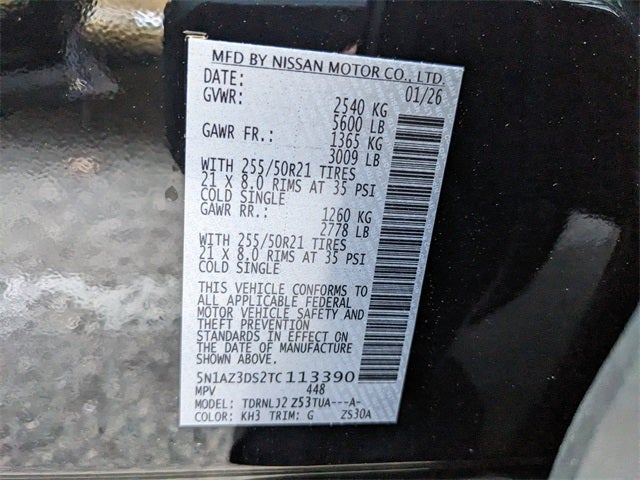 MFD BY NISSAN MOTOR CO., LTD.
DATE: 01/26
GVWR: 2540 KG
5600 LB
GAWR FR.: 1365 KG
3009 LB
WITH 255/50R21 TIRES
21 X 8.0 RIMS AT 35 PSI
COLD SINGLE
GAWR RR.: 1260 KG
2778 LB
WITH 255/50R21 TIRES
21 X 8.0 RIMS AT 35 PSI
COLD SINGLE
THIS VEHICLE CONFORMS TO
ALL APPLICABLE FEDERAL
MOTOR VEHICLE SAFETY AND
THEFT PREVENTION
STANDARDS IN EFFECT ON
THE DATE OF MANUFACTURE
SHOWN ABOVE.
5N1AZ3DS2TC 113390
MPV 448
MODEL: TDRNLJ2 Z53TUA---A-
COLOR: KH3 TRIM: G ZS30A